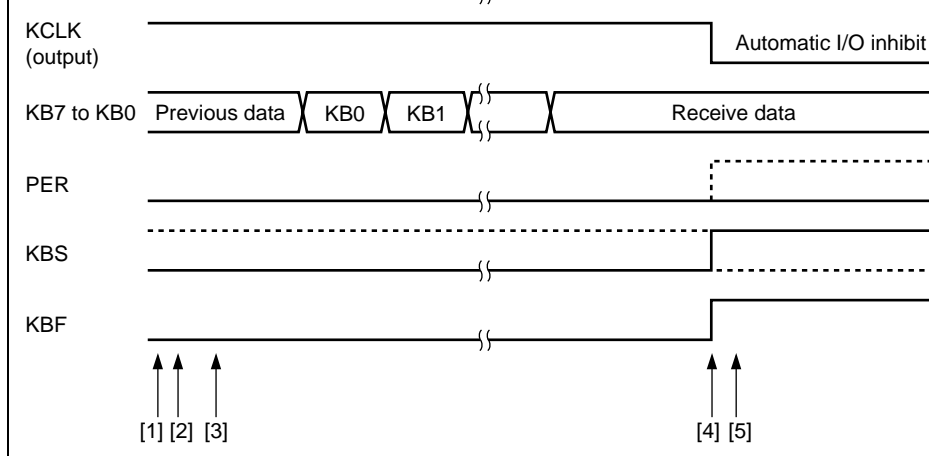 KCLK
(output)
Automatic I/O inhibit
KB7 to KB0
Previous data
KB0
KB1
Receive data
PER
KBS
KBF
[1] [2] [3] [4] [5]